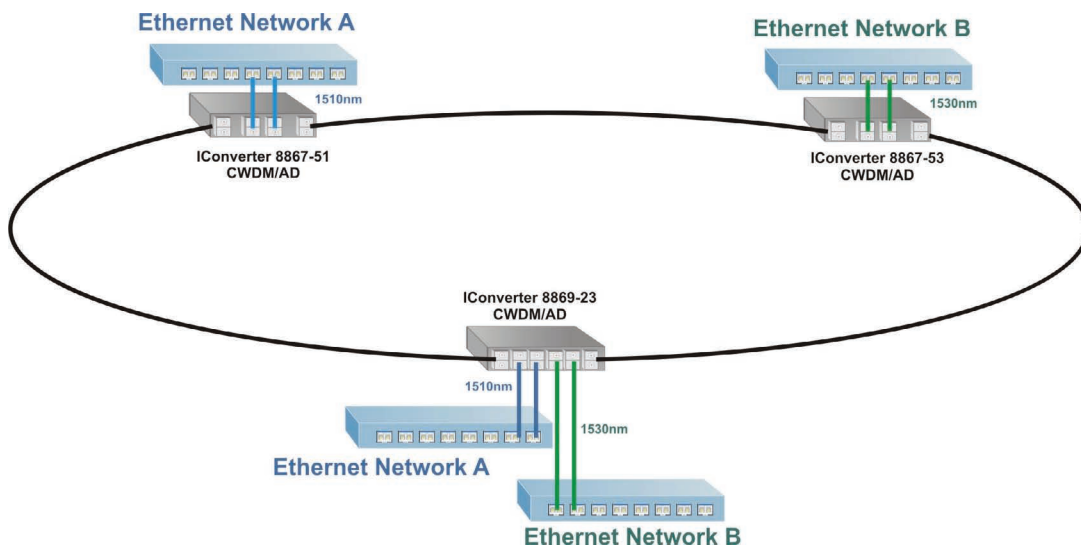 Ethernet Network A
1510nm
IConverter 8867-51
CWDM/AD
Ethernet Network B
1530nm
IConverter 8867-53
CWDM/AD
IConverter 8869-23
CWDM/AD
1510nm
1530nm
Ethernet Network A
Ethernet Network B